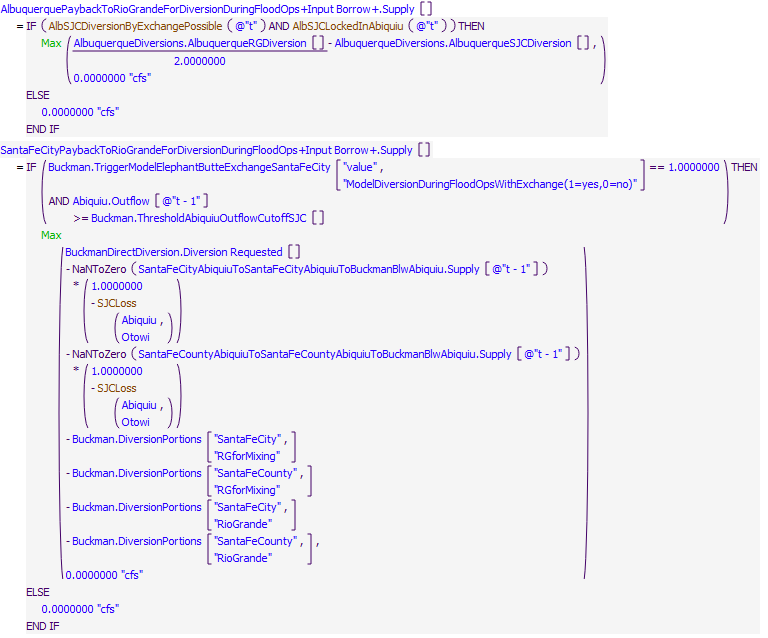 AlbuquerquePaybackToRioGrandeForDiversionDuringFloodOps+Input Borrow+.Supply []
= IF ( AlbSJCDiversionByExchangePossible ( @"t" ) AND AlbSJCLockedInAbiquiu ( @"t" ) ) THEN
Max ( AlbuquerqueDiversions.AlbuquerqueRGDiversion [] - AlbuquerqueDiversions.AlbuquerqueSJCDiversion [] ,
2.0000000
0.0000000 "cfs" )
ELSE
0.0000000 "cfs"
END IF
SantaFeCityPaybackToRioGrandeForDiversionDuringFloodOps+Input Borrow+.Supply []
= IF ( Buckman.TriggerModelElephantButteExchangeSantaFeCity [ "value" , ] == 1.0000000 ) THEN
"ModelDiversionDuringFloodOpsWithExchange(1=yes,0=no)"
AND Abiquiu.Outflow [ @"t - 1" ]
>= Buckman.ThresholdAbiquiuOutflowCutoffSJC []
Max
BuckmanDirectDiversion.Diversion Requested []
- NaNToZero ( SantaFeCityAbiquiuToSantaFeCityAbiquiuToBuckmanBlwAbiquiu.Supply [ @"t - 1" ] )
* ( 1.0000000
- SJCLoss
( Abiquiu ,
Otowi ) )
- NaNToZero ( SantaFeCountyAbiquiuToSantaFeCountyAbiquiuToBuckmanBlwAbiquiu.Supply [ @"t - 1" ] )
* ( 1.0000000
- SJCLoss
( Abiquiu ,
Otowi ) )
- Buckman.DiversionPortions [ "SantaFeCity" ,
"RGforMixing" ]
- Buckman.DiversionPortions [ "SantaFeCounty" ,
"RGforMixing" ]
- Buckman.DiversionPortions [ "SantaFeCity" ,
"RioGrande" ]
- Buckman.DiversionPortions [ "SantaFeCounty" , ] ,
"RioGrande"
0.0000000 "cfs"
ELSE
0.0000000 "cfs"
END IF